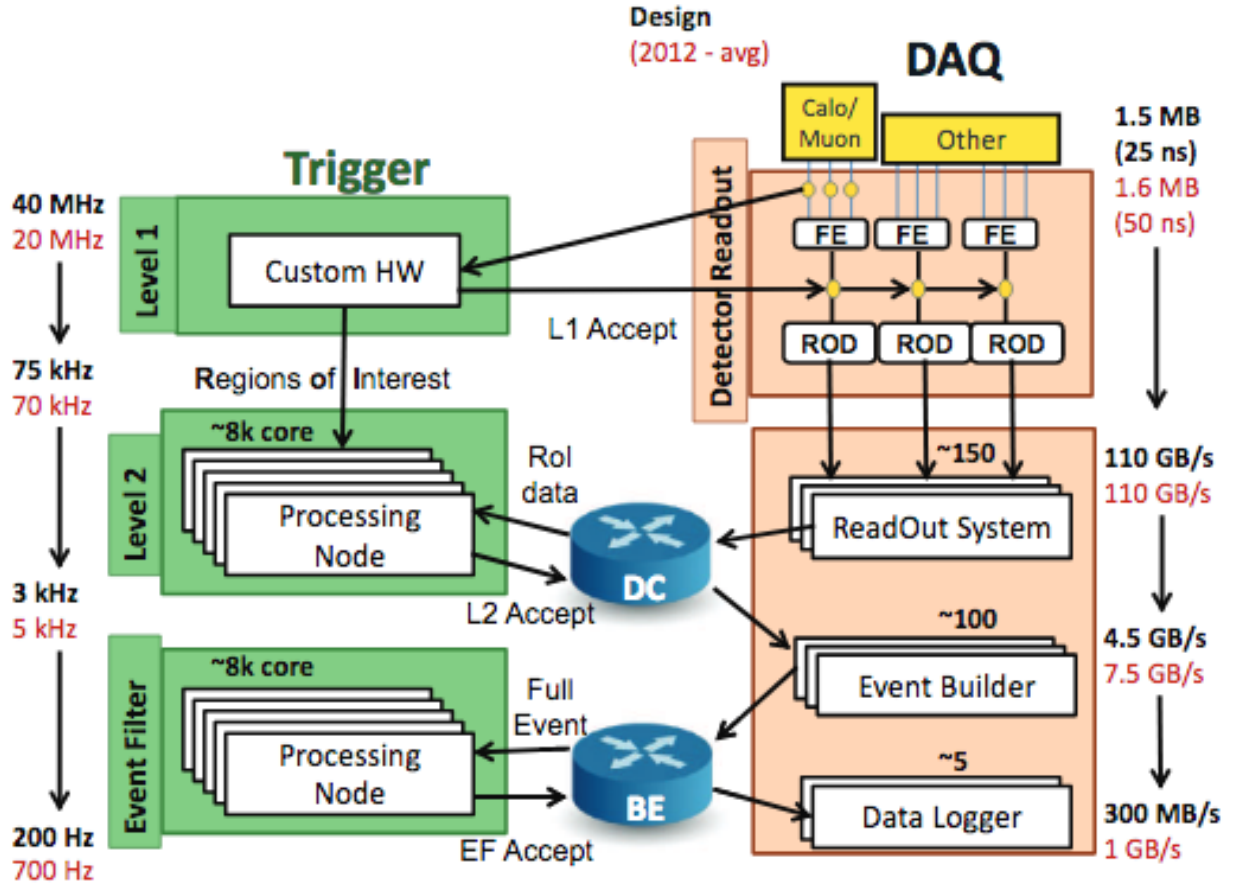 Design
(2012 - avg)
DAQ
Trigger
Calo/
Muon
Other
1.5 MB
(25 ns)
1.6 MB
(50 ns)
40 MHz
20 MHz
Level 1
Custom HW
Detector Readout
FE
FE
FE
L1 Accept
ROD
ROD
ROD
75 kHz
70 kHz
Regions of Interest
Level 2
~8k core
Processing
Node
RoI
data
DC
L2 Accept
~150
ReadOut System
110 GB/s
110 GB/s
3 kHz
5 kHz
~100
Event Builder
4.5 GB/s
7.5 GB/s
Event Filter
~8k core
Processing
Node
Full
Event
BE
EF Accept
~5
Data Logger
300 MB/s
1 GB/s
200 Hz
700 Hz